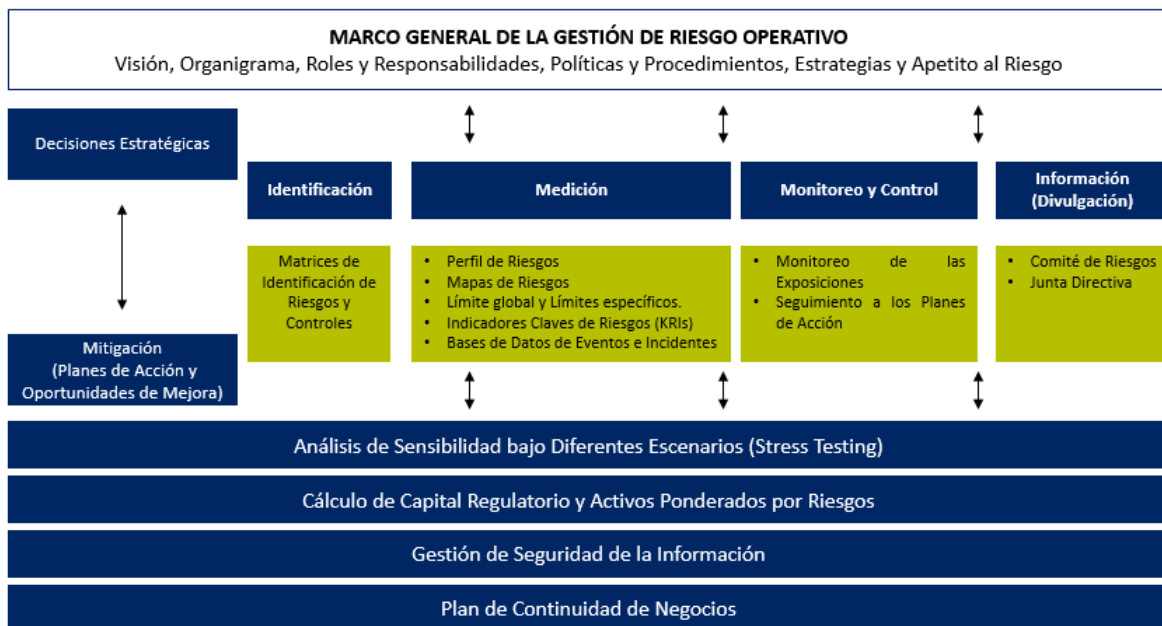 MARCO GENERAL DE LA GESTIÓN DE RIESGO OPERATIVO
Visión, Organigrama, Roles y Responsabilidades, Políticas y Procedimientos, Estrategias y Apetito al Riesgo
Decisiones Estratégicas
Mitigación
(Planes de Acción y
Oportunidades de Mejora)
Identificación
Matrices de
Identificación de
Riesgos y
Controles
Medición
• Perfil de Riesgos
• Mapas de Riesgos
• Límite global y Límites específicos.
• Indicadores Claves de Riesgos (KRIs)
• Bases de Datos de Eventos e Incidentes
Monitoreo y Control
• Monitoreo de las
Exposiciones
• Seguimiento a los Planes
de Acción
Información
(Divulgación)
• Comité de Riesgos
• Junta Directiva
Análisis de Sensibilidad bajo Diferentes Escenarios (Stress Testing)
Cálculo de Capital Regulatorio y Activos Ponderados por Riesgos
Gestión de Seguridad de la Información
Plan de Continuidad de Negocios